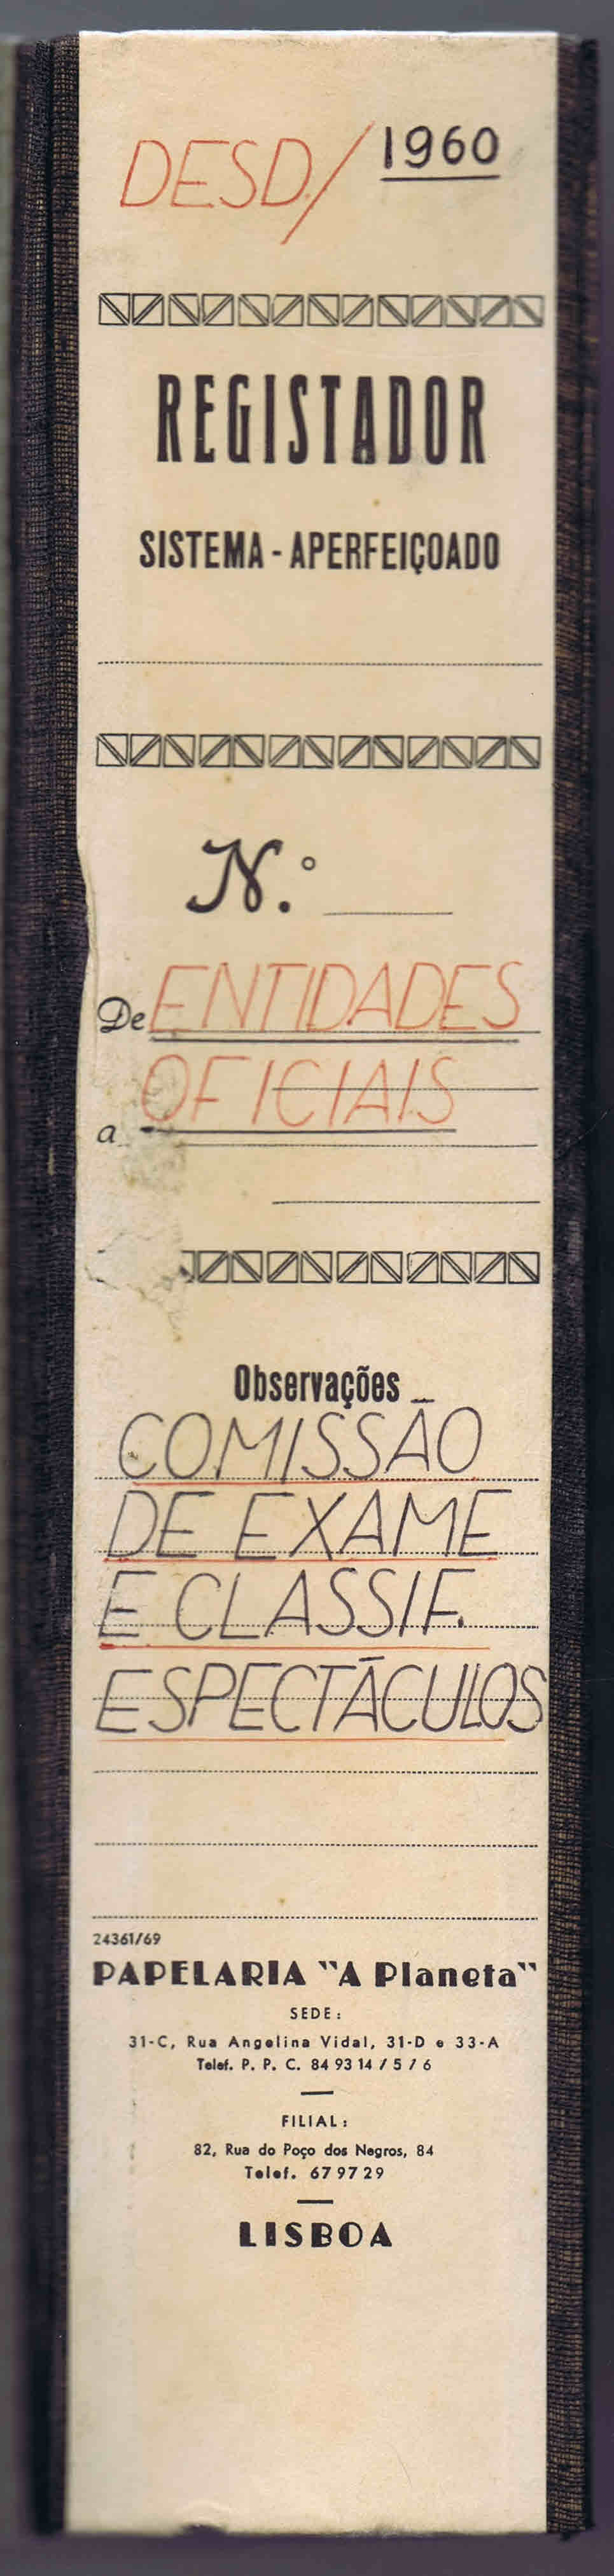 DESD/ 1960
REGISTADOR
SISTEMA - APERFEIÇOADO
N.º
De ENTIDADES
OFICIAIS
a
Observações
COMISSÃO
DE EXAME
E CLASSIF.
ESPECTÁCULOS
24361/69
PAPELARIA "A Planeta"
SEDE:
31-C, Rua Angelina Vidal, 31-D e 33-A
Telef. P. P. C. 84 93 14 / 5 / 6
FILIAL:
82, Rua do Poço dos Negros, 84
Telef. 67 97 29
LISBOA